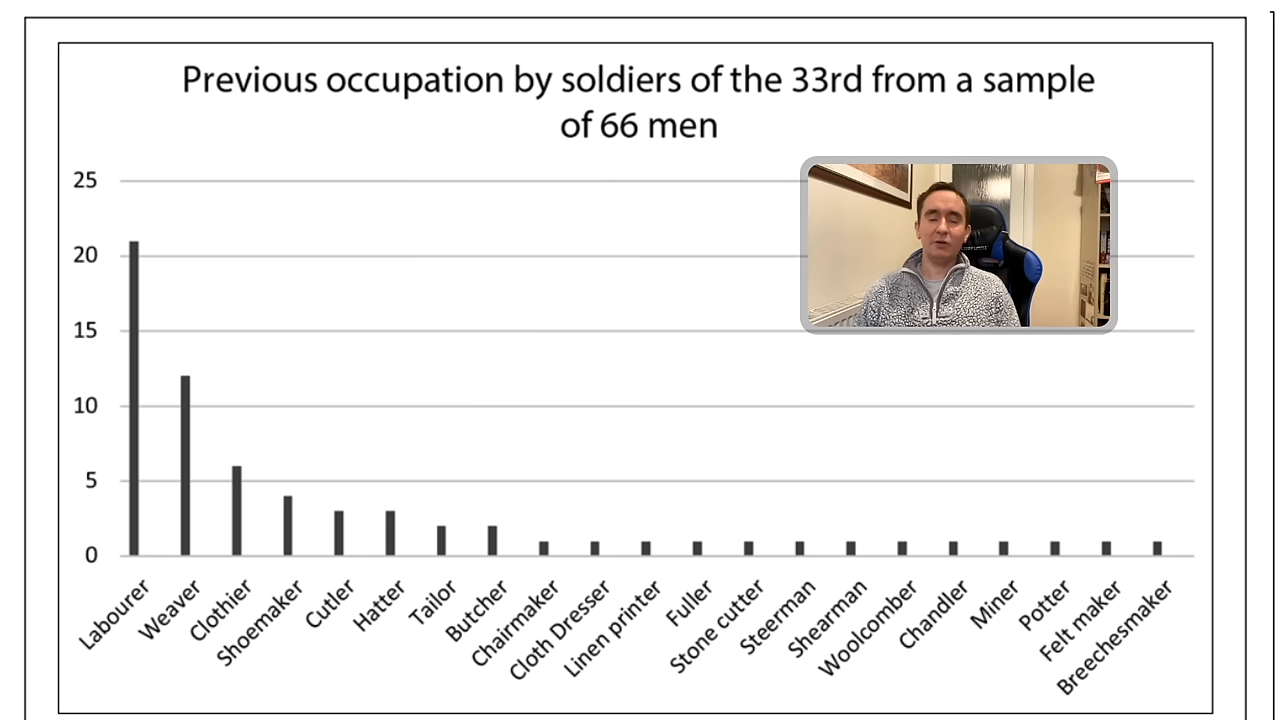 Previous occupation by soldiers of the 33rd from a sample
of 66 men
25
20
15
10
5
0
Labourer
Weaver
Clothier
Shoemaker
Cutler
Hatter
Tailor
Butcher
Chairmaker
Cloth Dresser
Linen printer
Fuller
Stone cutter
Steerman
Shearman
Woolcomber
Chandler
Miner
Potter
Felt maker
Breechesmaker